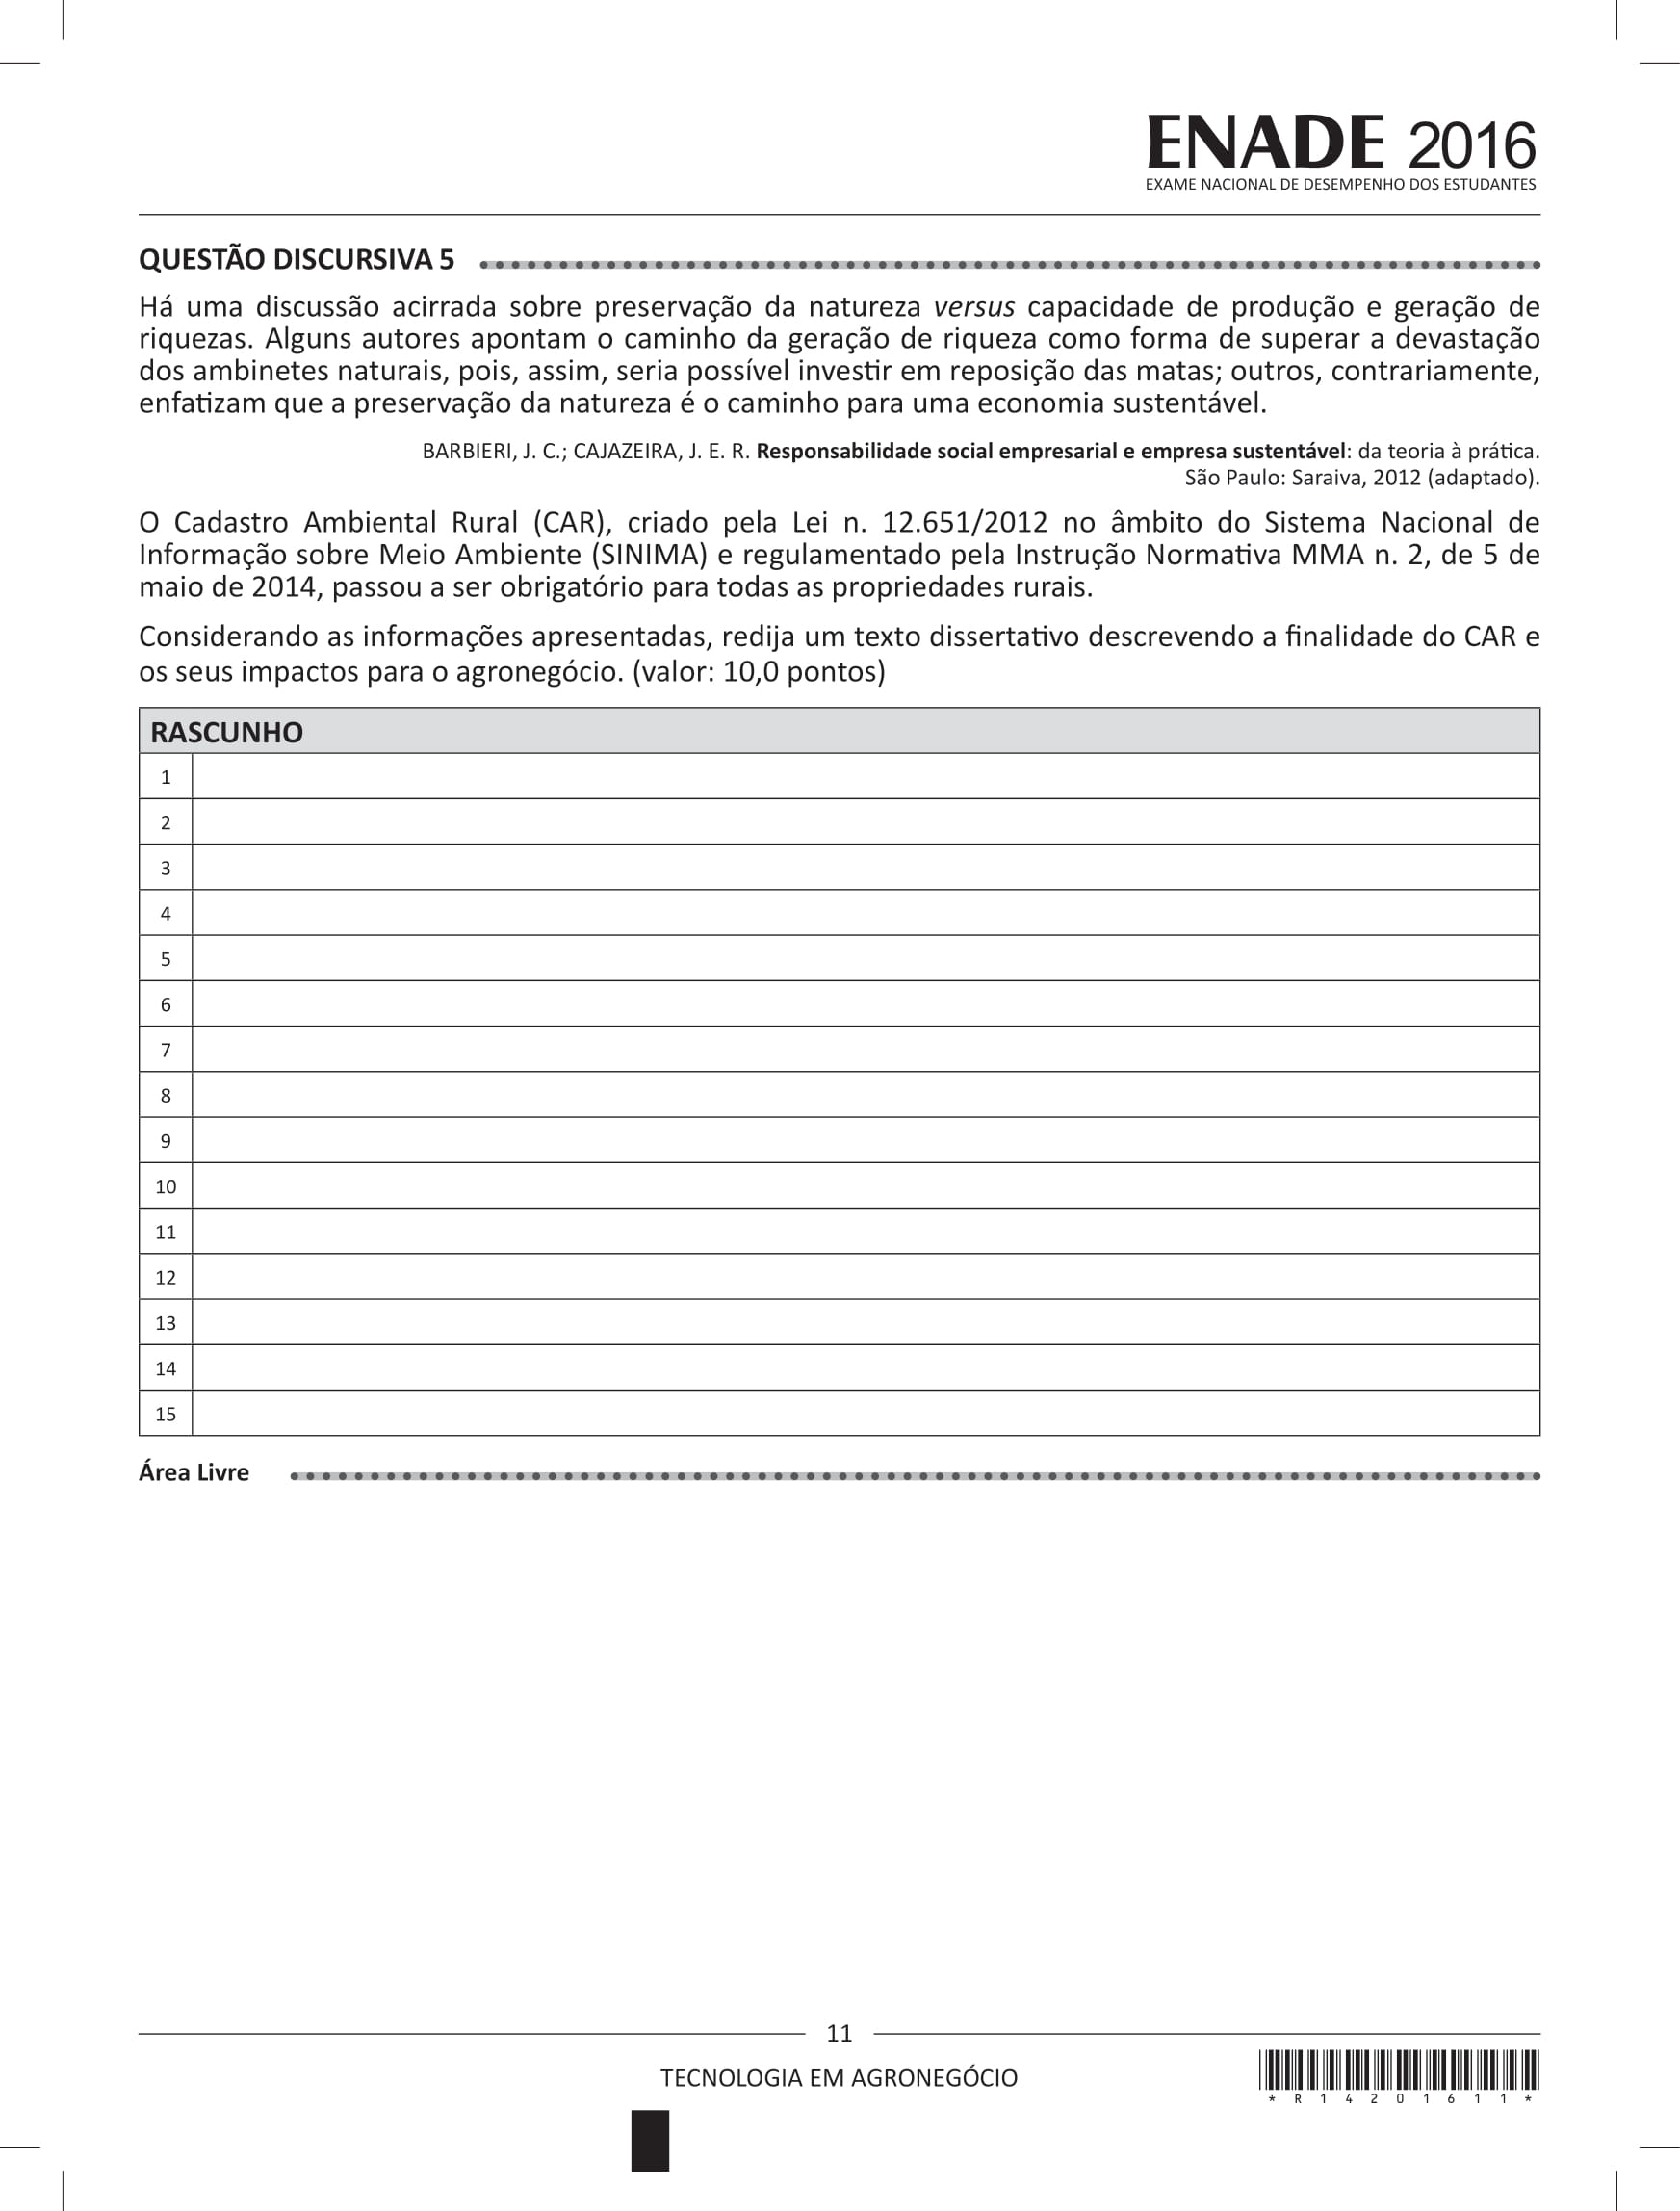 ENADE 2016
EXAME NACIONAL DE DESEMPENHO DOS ESTUDANTES
QUESTÃO DISCURSIVA 5
Há uma discussão acirrada sobre preservação da natureza versus capacidade de produção e geração de
riquezas. Alguns autores apontam o caminho da geração de riqueza como forma de superar a devastação
dos ambinetes naturais, pois, assim, seria possível investir em reposição das matas; outros, contrariamente,
enfatizam que a preservação da natureza é o caminho para uma economia sustentável.
BARBIERI, J. C.; CAJAZEIRA, J. E. R. Responsabilidade social empresarial e empresa sustentável: da teoria à prática.
São Paulo: Saraiva, 2012 (adaptado).
O Cadastro Ambiental Rural (CAR), criado pela Lei n. 12.651/2012 no âmbito do Sistema Nacional de
Informação sobre Meio Ambiente (SINIMA) e regulamentado pela Instrução Normativa MMA n. 2, de 5 de
maio de 2014, passou a ser obrigatório para todas as propriedades rurais.
Considerando as informações apresentadas, redija um texto dissertativo descrevendo a finalidade do CAR e
os seus impactos para o agronegócio. (valor: 10,0 pontos)
RASCUNHO
1
2
3
4
5
6
7
8
9
10
11
12
13
14
15
Área Livre
11
TECNOLOGIA EM AGRONEGÓCIO
* R 1 4 2 0 1 6 1 1 *